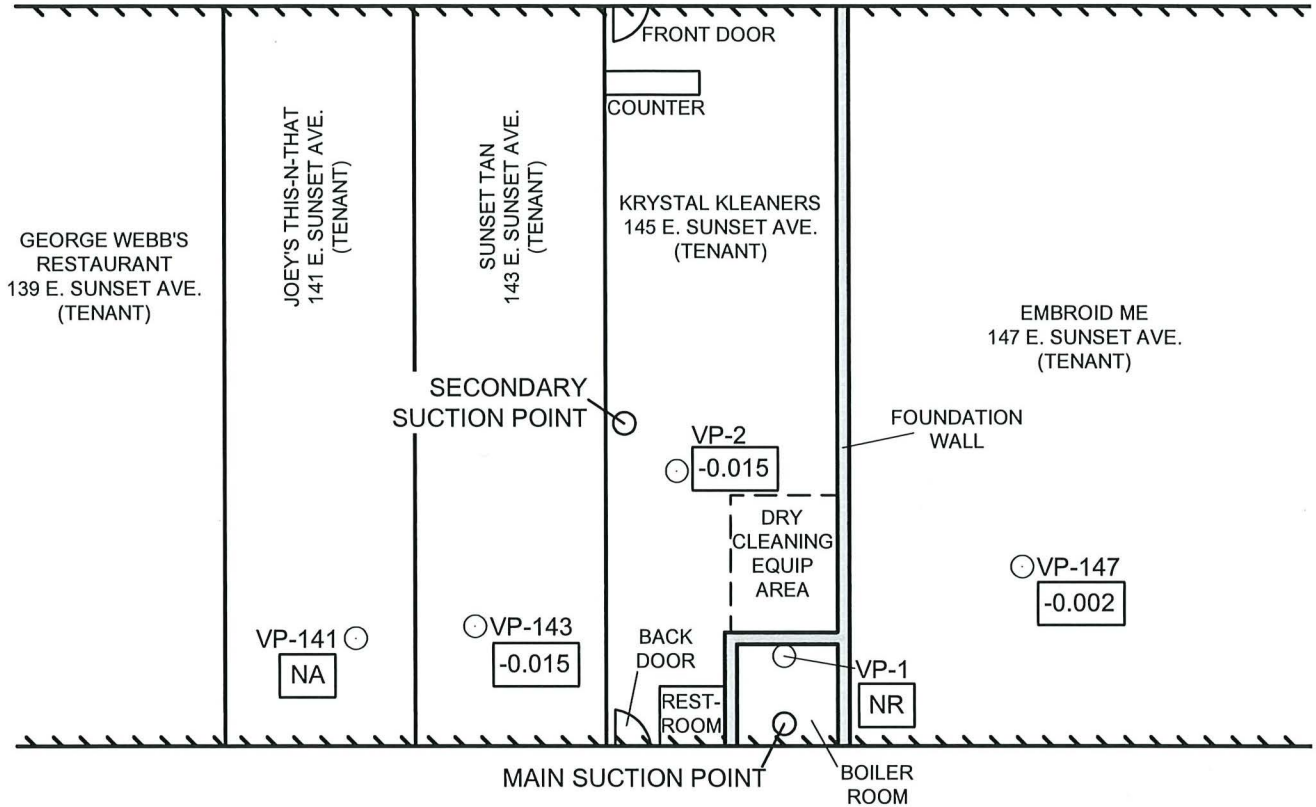 FRONT DOOR
COUNTER
GEORGE WEBB'S
RESTAURANT
139 E. SUNSET AVE.
(TENANT)
JOEY'S THIS-N-THAT
141 E. SUNSET AVE.
(TENANT)
SUNSET TAN
143 E. SUNSET AVE.
(TENANT)
KRYSTAL KLEANERS
145 E. SUNSET AVE.
(TENANT)
EMBROID ME
147 E. SUNSET AVE.
(TENANT)
SECONDARY
SUCTION POINT
FOUNDATION
WALL
VP-2
-0.015
DRY
CLEANING
EQUIP
AREA
VP-147
-0.002
VP-141
NA
VP-143
-0.015
BACK
DOOR
REST-
ROOM
VP-1
NR
MAIN SUCTION POINT
BOILER
ROOM